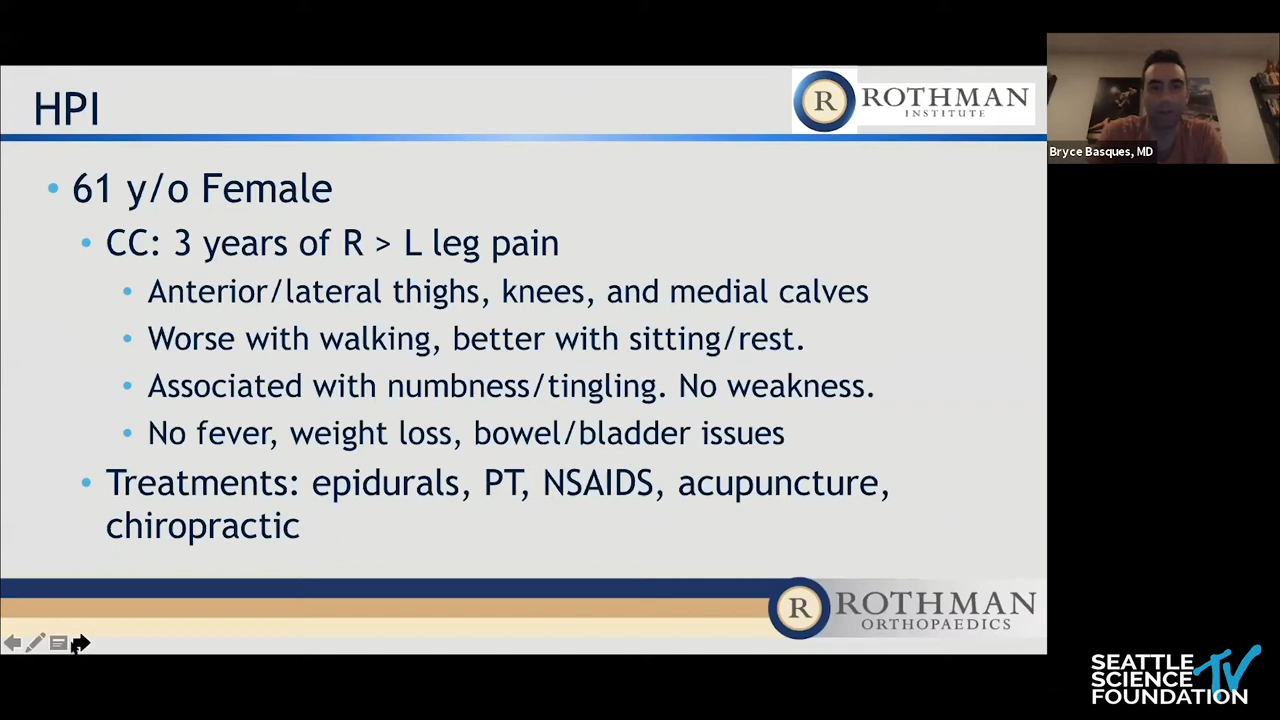 HPI
R ROTHMAN
INSTITUTE
Bryce Basques, MD
• 61 y/o Female
• CC: 3 years of R > L leg pain
• Anterior/lateral thighs, knees, and medial calves
• Worse with walking, better with sitting/rest.
• Associated with numbness/tingling. No weakness.
• No fever, weight loss, bowel/bladder issues
• Treatments: epidurals, PT, NSAIDS, acupuncture,
chiropractic
R ROTHMAN
ORTHOPAEDICS
SEATTLE
SCIENCE TV
FOUNDATION